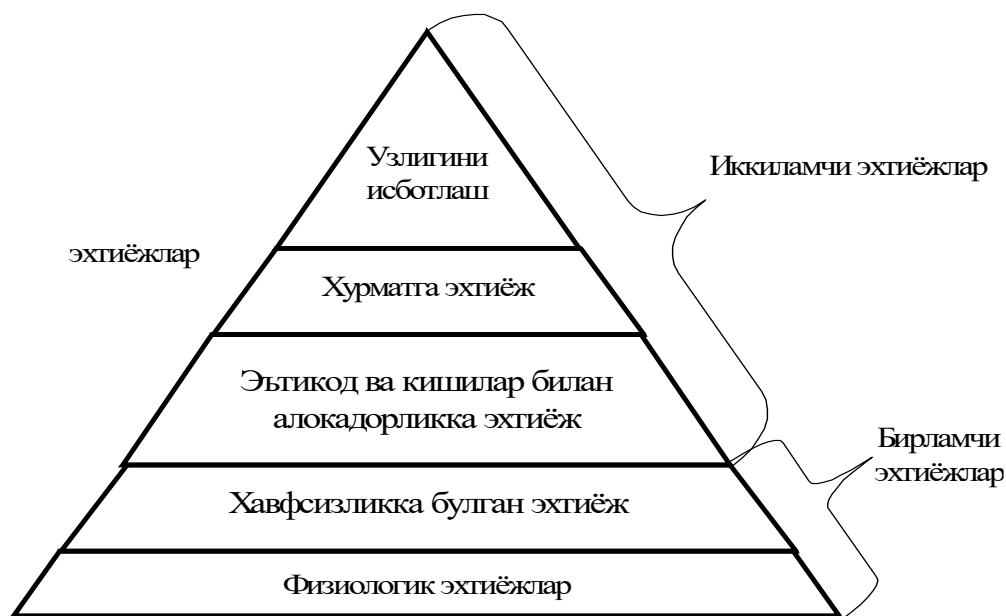 Узлигини
исботлаш
Иккиламчи эхтиёжлар
эхтиёжлар
Хурматга эхтиёж
Эътикод ва кишилар билан
алокадорликка эхтиёж
Бирламчи
эхтиёжлар
Хавфсизликка булган эхтиёж
Физиологик эхтиёжлар